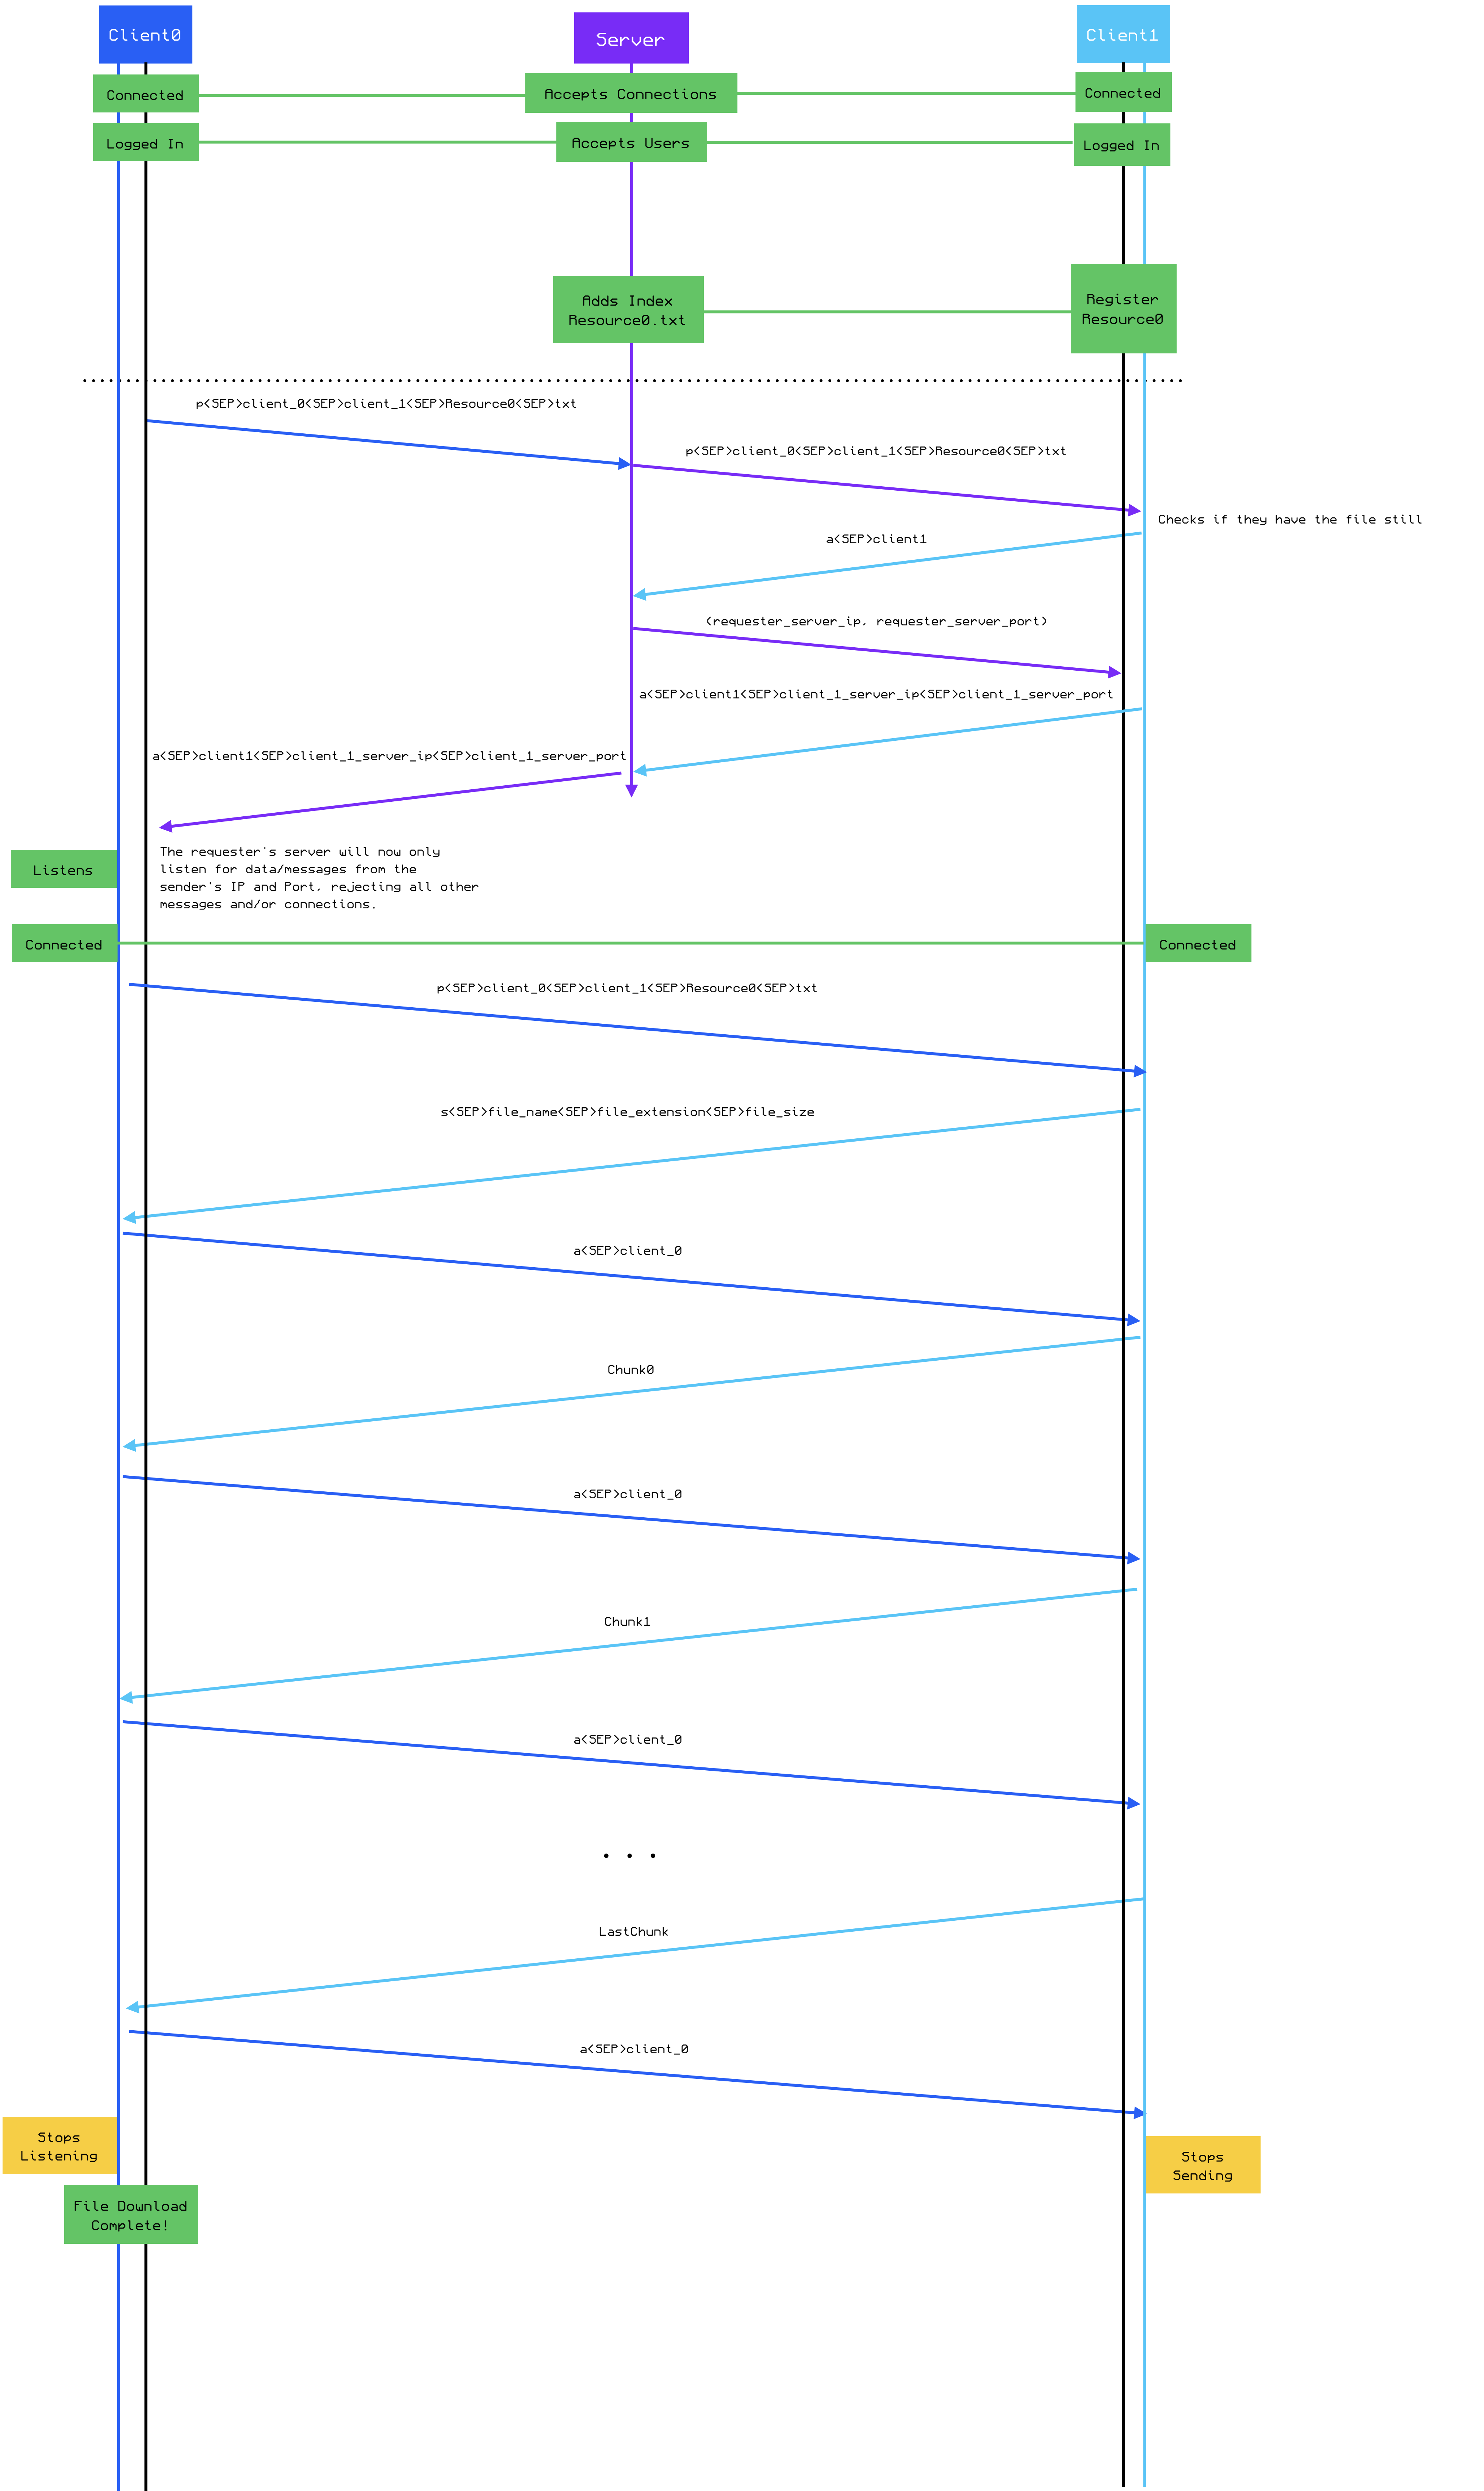 Client0
Server
Client1
Connected
Accepts Connections
Connected
Logged In
Accepts Users
Logged In
Adds Index
Resource0.txt
Register
Resource0
p<SEP>client_0<SEP>client_1<SEP>Resource0<SEP>txt
p<SEP>client_0<SEP>client_1<SEP>Resource0<SEP>txt
Checks if they have the file still
a<SEP>client1
(requester_server_ip, requester_server_port)
a<SEP>client1<SEP>client_1_server_ip<SEP>client_1_server_port
a<SEP>client1<SEP>client_1_server_ip<SEP>client_1_server_port
Listens
The requester's server will now only
listen for data/messages from the
sender's IP and Port, rejecting all other
messages and/or connections.
Connected
Connected
p<SEP>client_0<SEP>client_1<SEP>Resource0<SEP>txt
s<SEP>file_name<SEP>file_extension<SEP>file_size
a<SEP>client_0
Chunk0
a<SEP>client_0
Chunk1
a<SEP>client_0
. . .
LastChunk
a<SEP>client_0
Stops
Listening
Stops
Sending
File Download
Complete!